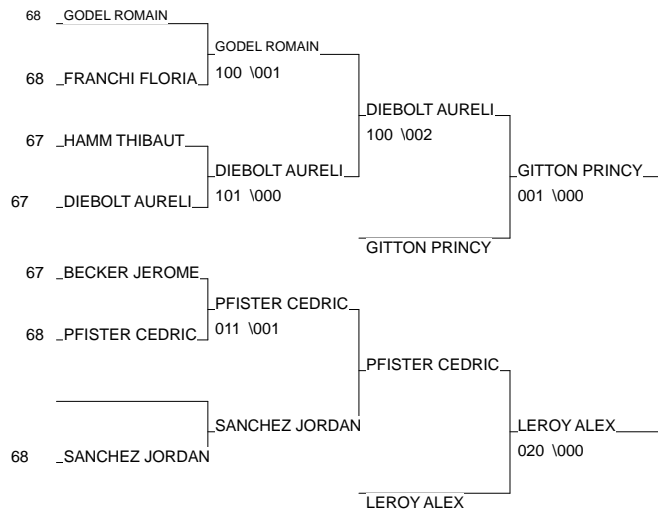 68 GODEL ROMAIN
GODEL ROMAIN
100 \001
68 FRANCHI FLORIA
DIEBOLT AURELI
100 \002
67 HAMM THIBAUT
DIEBOLT AURELI
101 \000
GITTON PRINCY
001 \000
67 DIEBOLT AURELI
GITTON PRINCY
67 BECKER JEROME
PFISTER CEDRIC
011 \001
68 PFISTER CEDRIC
PFISTER CEDRIC
SANCHEZ JORDAN
LEROY ALEX
020 \000
68 SANCHEZ JORDAN
LEROY ALEX